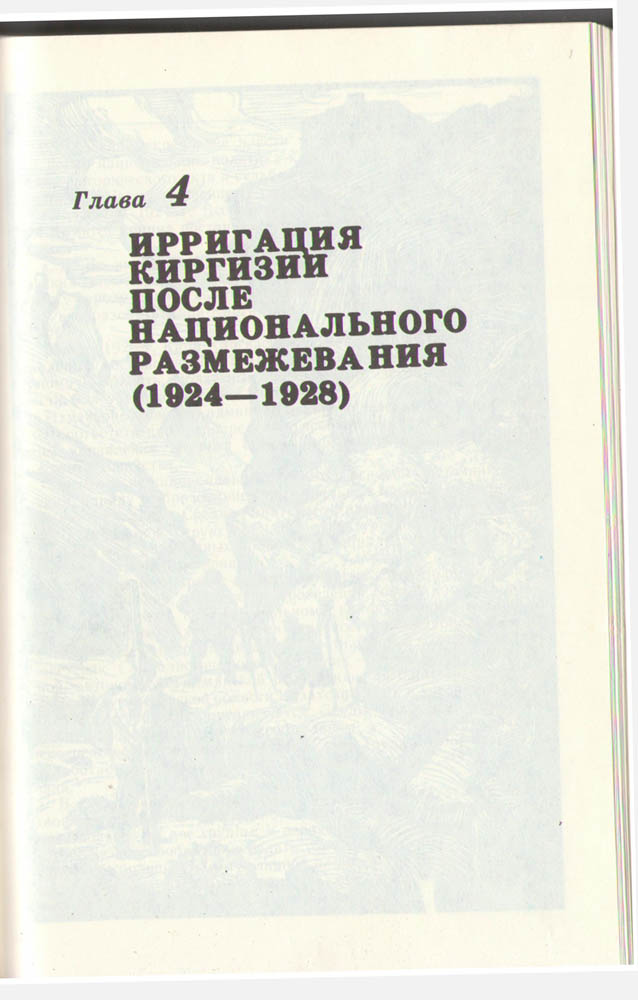 Глава 4
ИРРИГАЦИЯ
КИРГИЗИИ
ПОСЛЕ
НАЦИОНАЛЬНОГО
РАЗМЕЖЕВАНИЯ
(1924—1928)